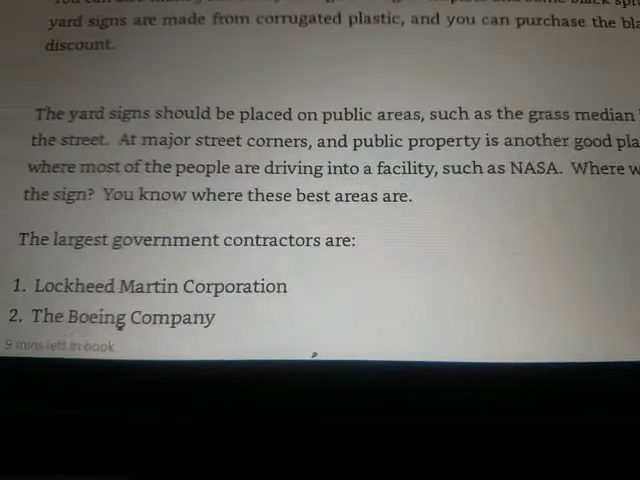 yard signs are made from corrugated plastic, and you can purchase the
discount.
The yard signs should be placed on public areas, such as the grass median
the street. At major street corners, and public property is another good
where most of the people are driving into a facility, such as NASA. Where
the sign? You know where these best areas are.
The largest government contractors are:
1. Lockheed Martin Corporation
2. The Boeing Company
9 mins left in book